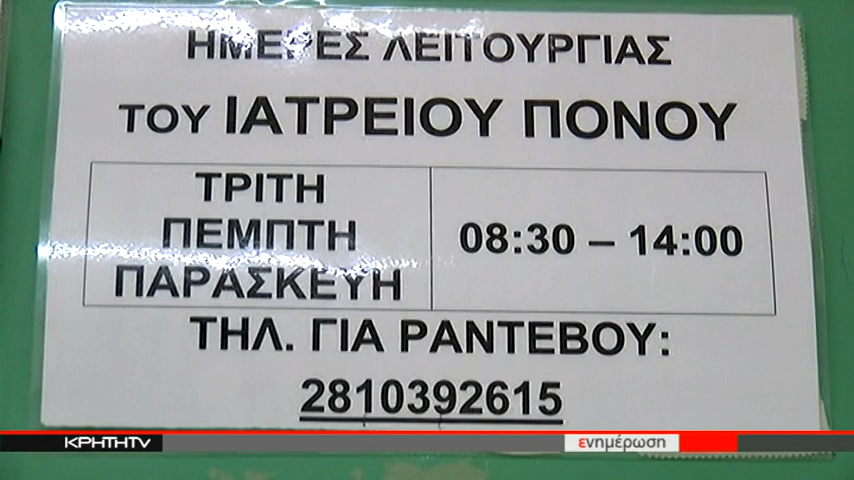 ΗΜΕΡΕΣ ΛΕΙΤΟΥΡΓΙΑΣ
ΤΟΥ ΙΑΤΡΕΙΟΥ ΠΟΝΟΥ
ΤΡΙΤΗ
ΠΕΜΠΤΗ
ΠΑΡΑΣΚΕΥΗ
08:30 – 14:00
ΤΗΛ. ΓΙΑ ΡΑΝΤΕΒΟΥ:
2810392615
ΚΡΗΤΗTV
ενημέρωση